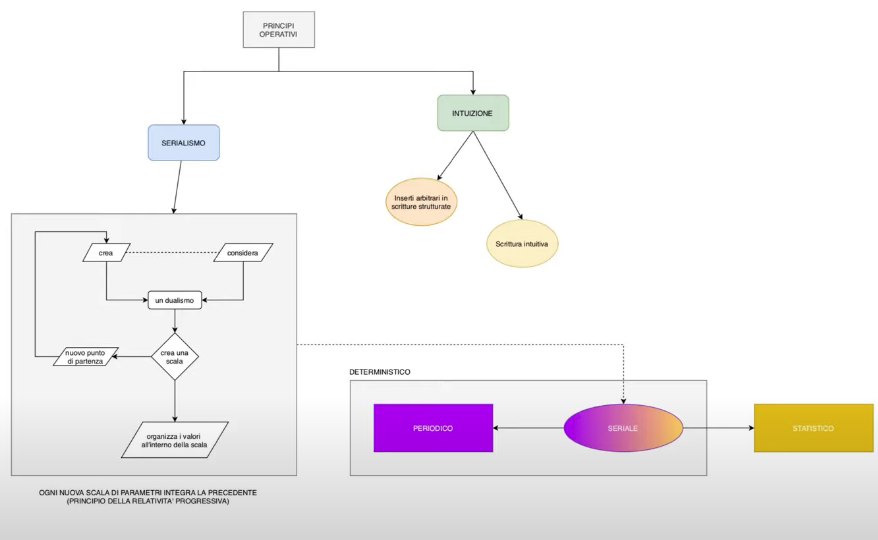 PRINCIPI
OPERATIVI
SERIALISMO
INTUIZIONE
Inserti arbitrari in
scritture strutturate
Scrittura intuitiva
crea
considera
un dualismo
crea una
scala
nuovo punto
di partenza
organizza i valori
all'interno della scala
OGNI NUOVA SCALA DI PARAMETRI INTEGRA LA PRECEDENTE
(PRINCIPIO DELLA RELATIVITA' PROGRESSIVA)
DETERMINISTICO
PERIODICO
SERIALE
STATISTICO